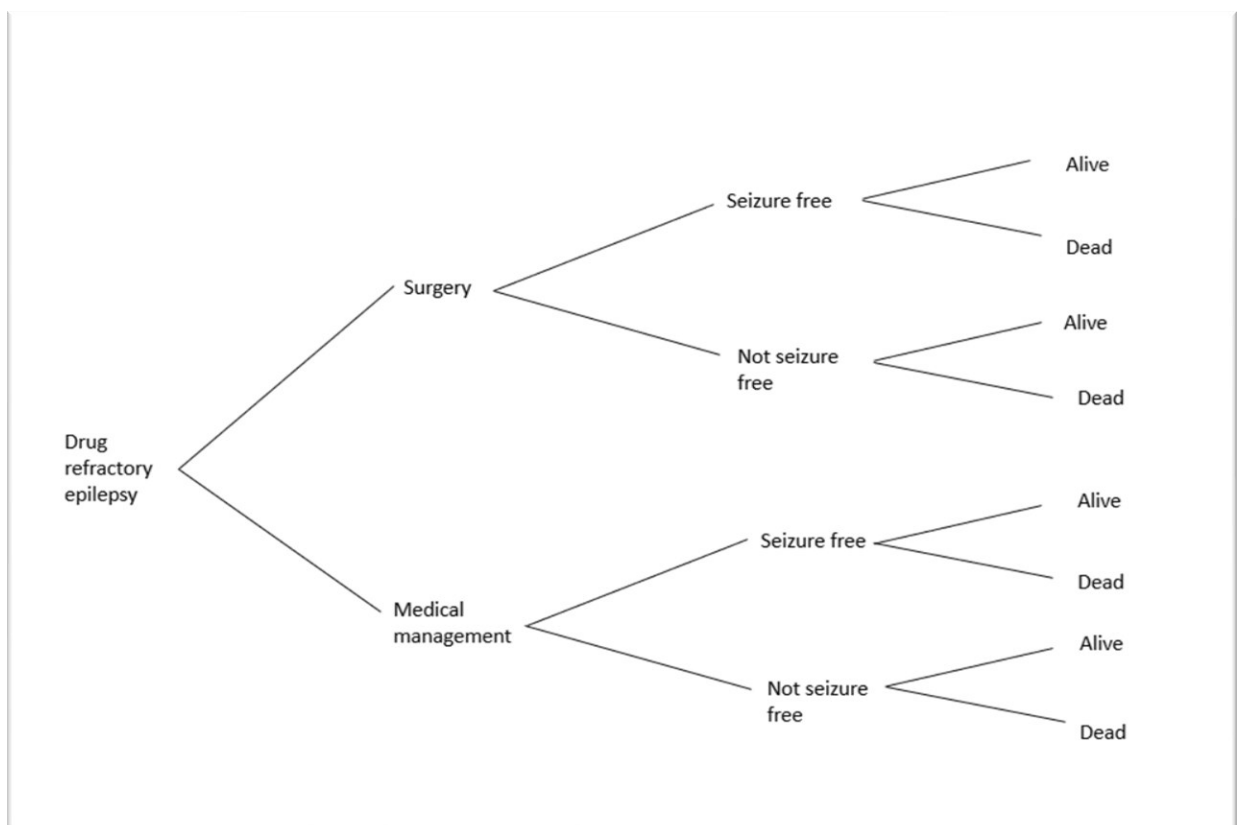 Alive
Seizure free
Dead
Surgery
Alive
Not seizure
free
Dead
Drug
refractory
epilepsy
Alive
Seizure free
Dead
Medical
management
Alive
Not seizure
free
Dead